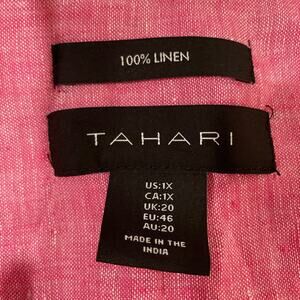 100% LINEN
TAHARI
US:1X
CA:1X
UK:20
EU:46
AU:20
MADE IN THE
INDIA